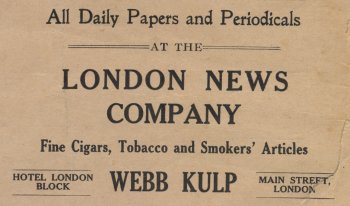 All Daily Papers and Periodicals
AT THE
LONDON NEWS
COMPANY
Fine Cigars, Tobacco and Smokers' Articles
HOTEL LONDON
BLOCK
WEBB KULP
MAIN STREET,
LONDON